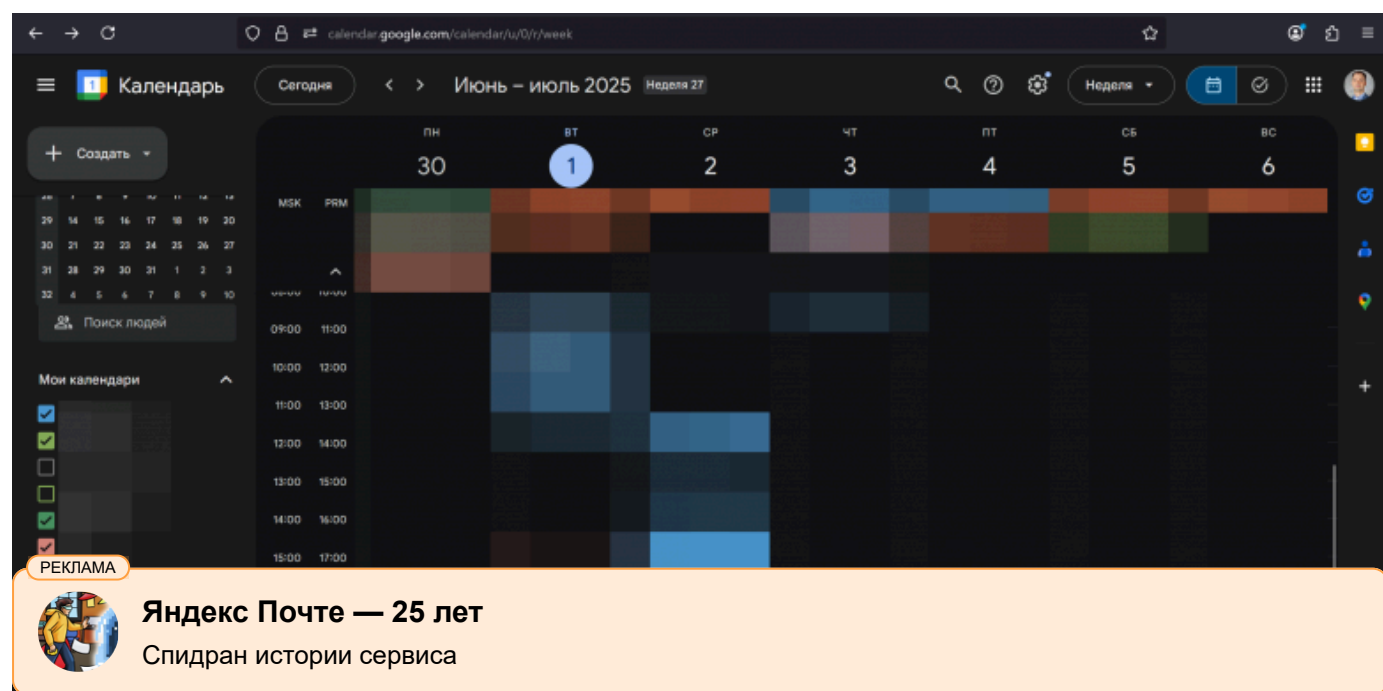 calendar.google.com/calendar/u/0/r/week
Календарь
Сегодня
Июнь – июль 2025
Неделя 27
Неделя
Создать
ПН ВТ СР ЧТ ПТ СБ ВС
30 1 2 3 4 5 6
MSK PRM
29 14 15 16 17 18 19 20
30 21 22 23 24 25 26 27
31 28 29 30 31 1 2 3
32 4 5 6 7 8 9 10
Поиск людей
Мои календари
09:00 11:00
10:00 12:00
11:00 13:00
12:00 14:00
13:00 15:00
14:00 16:00
15:00 17:00
РЕКЛАМА
Яндекс Почте — 25 лет
Спидран истории сервиса